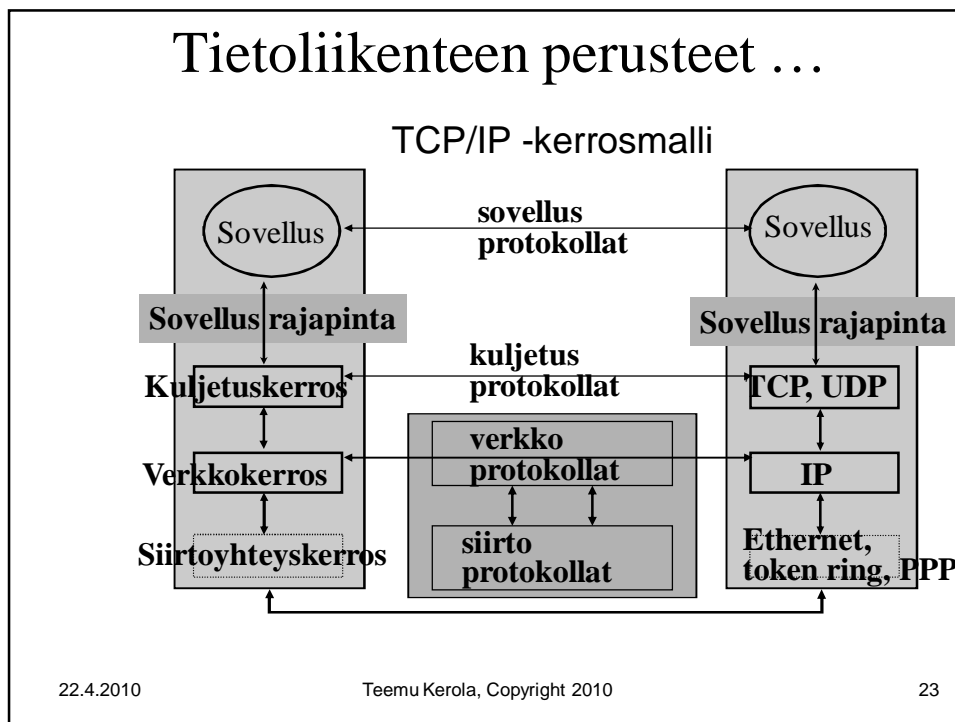 Tietoliikenteen perusteet …
TCP/IP -kerrosmalli
Sovellus
sovellus
protokollat
Sovellus
Sovellus rajapinta
Sovellus rajapinta
Kuljetuskerros
kuljetus
protokollat
TCP, UDP
Verkkokerros
verkko
protokollat
IP
Siirtoyhteyskerros
siirto
protokollat
Ethernet,
token ring, PPP
22.4.2010
Teemu Kerola, Copyright 2010
23